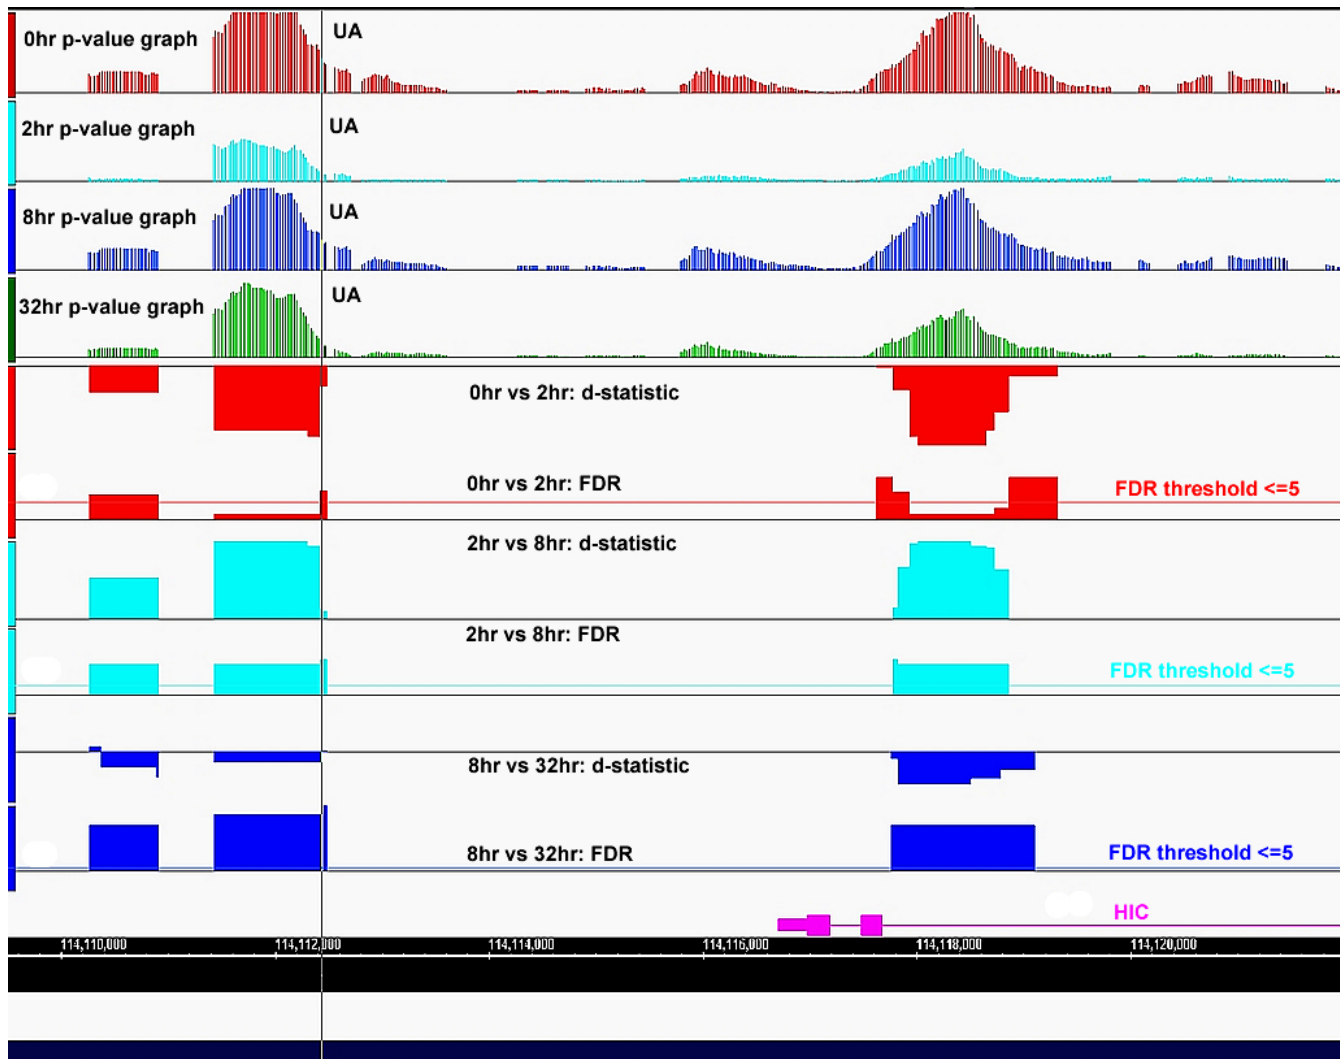 0hr p-value graph
UA
2hr p-value graph
UA
8hr p-value graph
UA
32hr p-value graph
UA
0hr vs 2hr: d-statistic
0hr vs 2hr: FDR
FDR threshold <=5
2hr vs 8hr: d-statistic
2hr vs 8hr: FDR
FDR threshold <=5
8hr vs 32hr: d-statistic
8hr vs 32hr: FDR
FDR threshold <=5
HIC
114,110,000 114,112,000 114,114,000 114,116,000 114,118,000 114,120,000